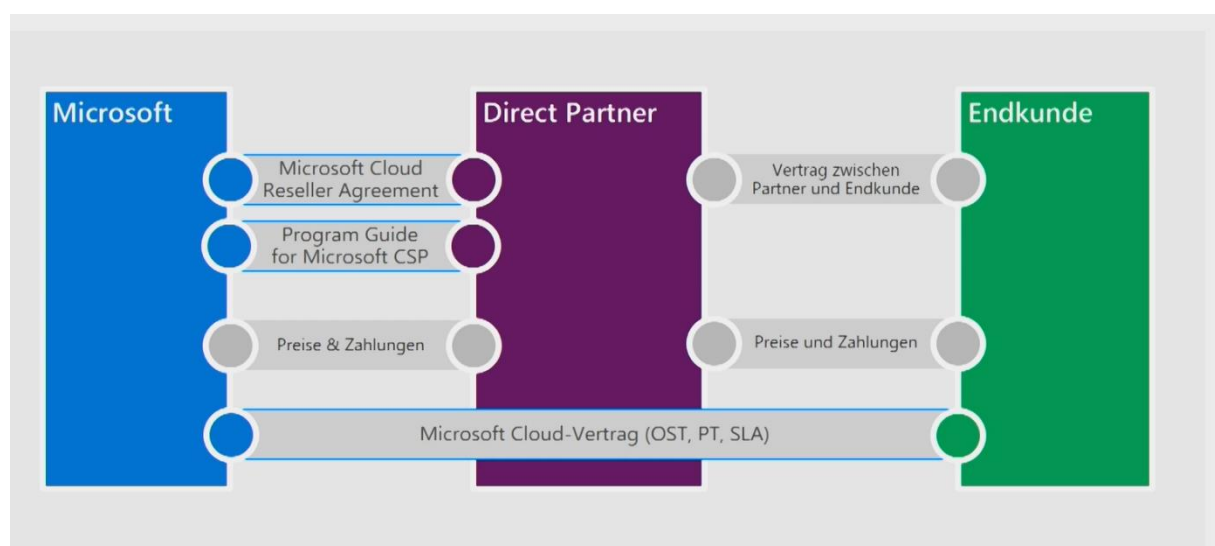 Microsoft
Direct Partner
Endkunde
Microsoft Cloud
Reseller Agreement
Vertrag zwischen
Partner und Endkunde
Program Guide
for Microsoft CSP
Preise & Zahlungen
Preise und Zahlungen
Microsoft Cloud-Vertrag (OST, PT, SLA)